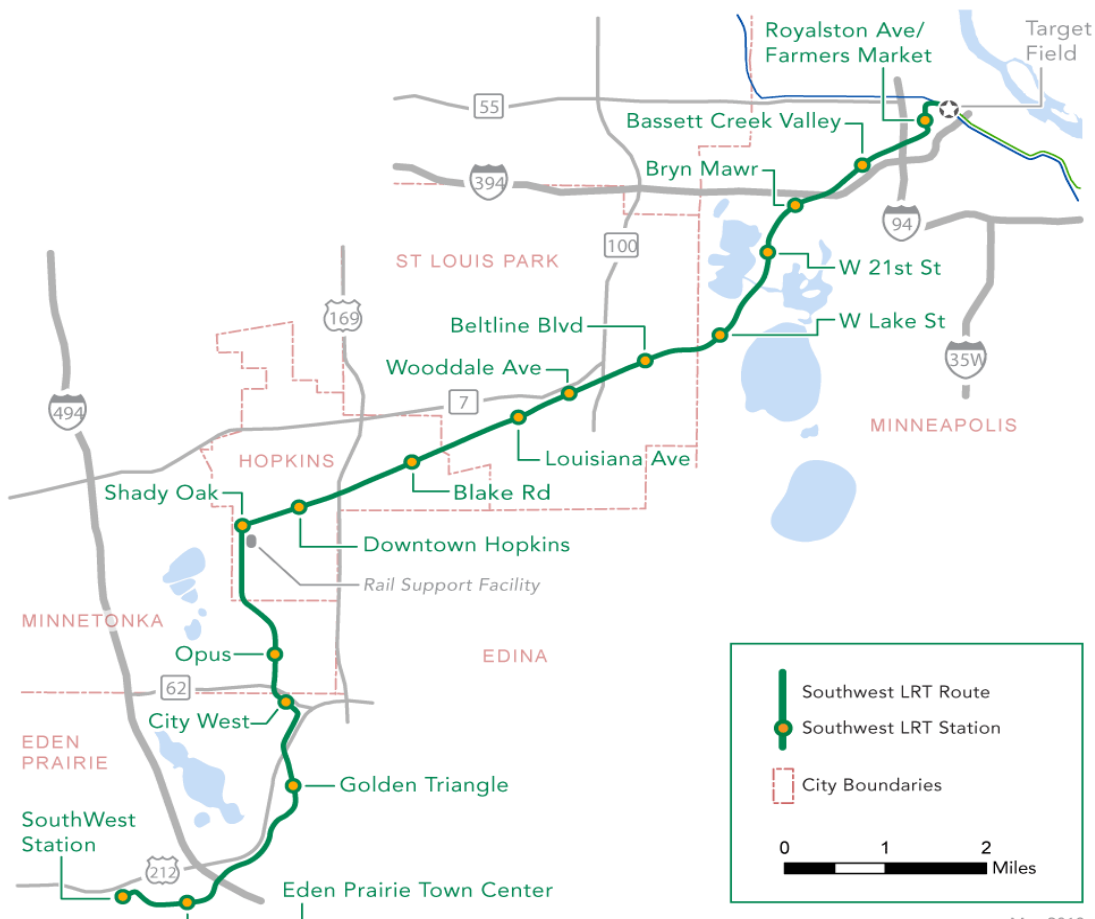 Royalston Ave/
Farmers Market
Target
Field
55
Bassett Creek Valley
Bryn Mawr
394
94
100
ST LOUIS PARK
W 21st St
169
Beltline Blvd
W Lake St
Wooddale Ave
35W
7
494
MINNEAPOLIS
HOPKINS
Louisiana Ave
Shady Oak
Blake Rd
Downtown Hopkins
Rail Support Facility
MINNETONKA
Opus
EDINA
62
City West
EDEN
PRAIRIE
Golden Triangle
SouthWest
Station
212
Eden Prairie Town Center
Southwest LRT Route
Southwest LRT Station
City Boundaries
0 1 2
Miles